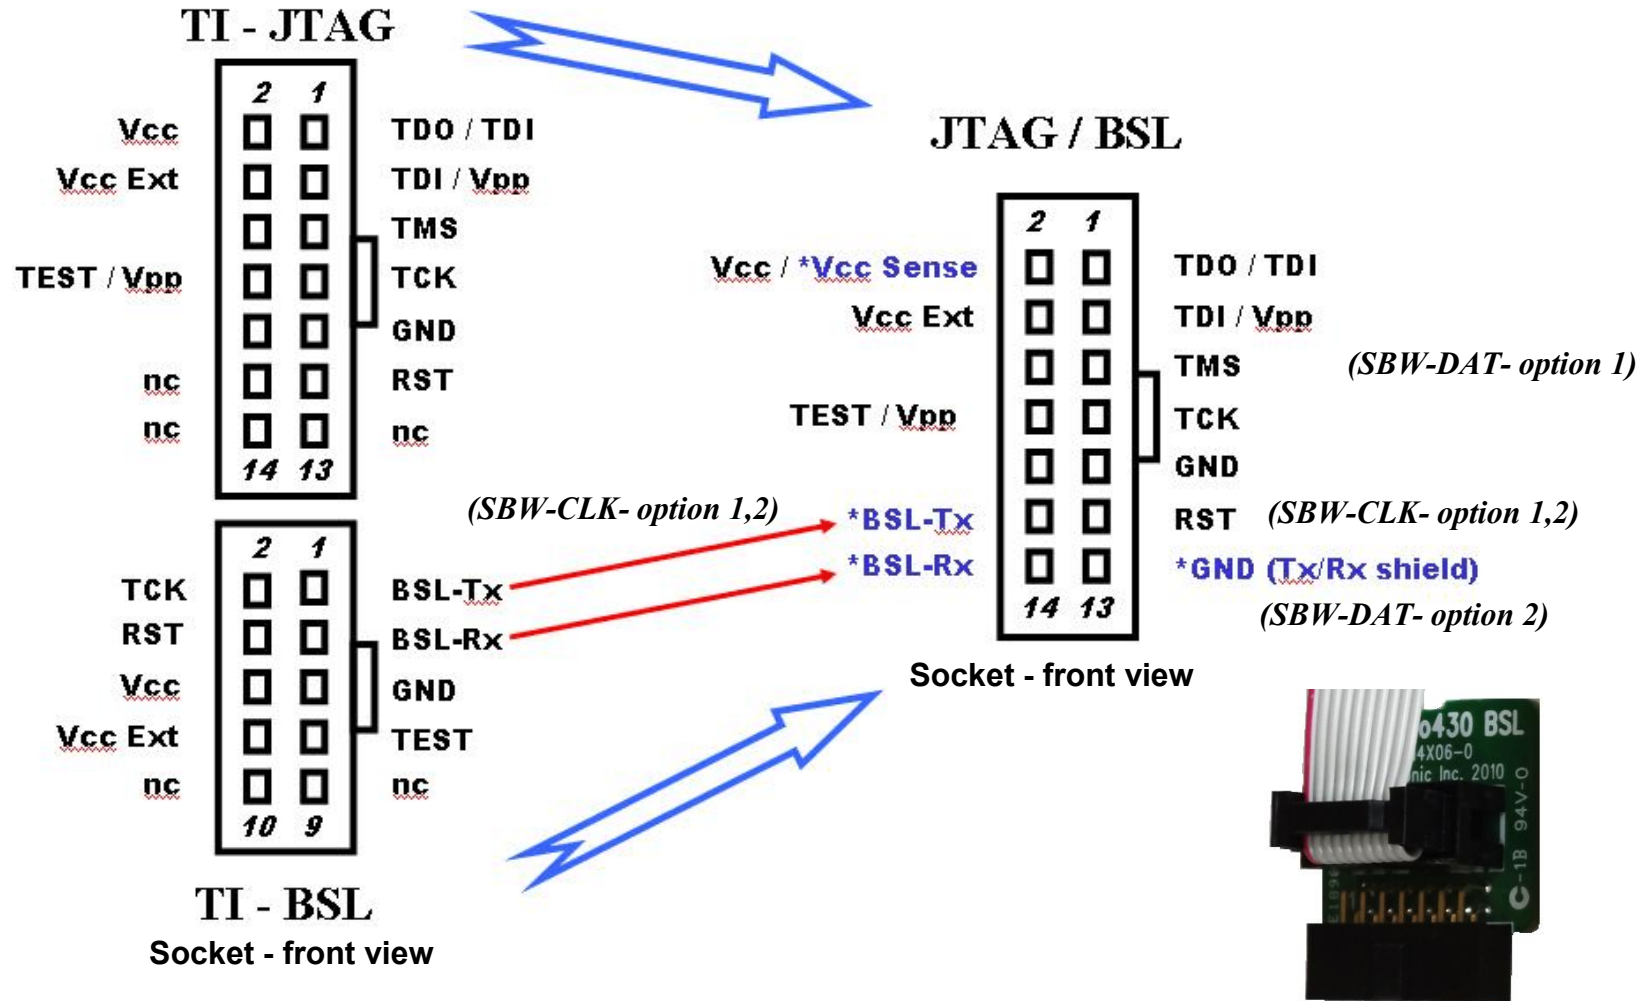 TI - JTAG
2 1
Vcc TDO / TDI
Vcc Ext TDI / Vpp
TMS
TEST / Vpp TCK
GND
nc RST
nc nc
14 13
2 1
TCK BSL-Tx
RST BSL-Rx
Vcc GND
Vcc Ext TEST
nc nc
10 9
TI - BSL
Socket - front view
JTAG / BSL
2 1
Vcc / *Vcc Sense TDO / TDI
Vcc Ext TDI / Vpp
TMS (SBW-DAT- option 1)
TEST / Vpp TCK
GND
(SBW-CLK- option 1,2) *BSL-Tx RST (SBW-CLK- option 1,2)
*BSL-Rx *GND (Tx/Rx shield)
14 13 (SBW-DAT- option 2)
Socket - front view
430 BSL
4X06-0
nic Inc. 2010
C-1B 94V-0